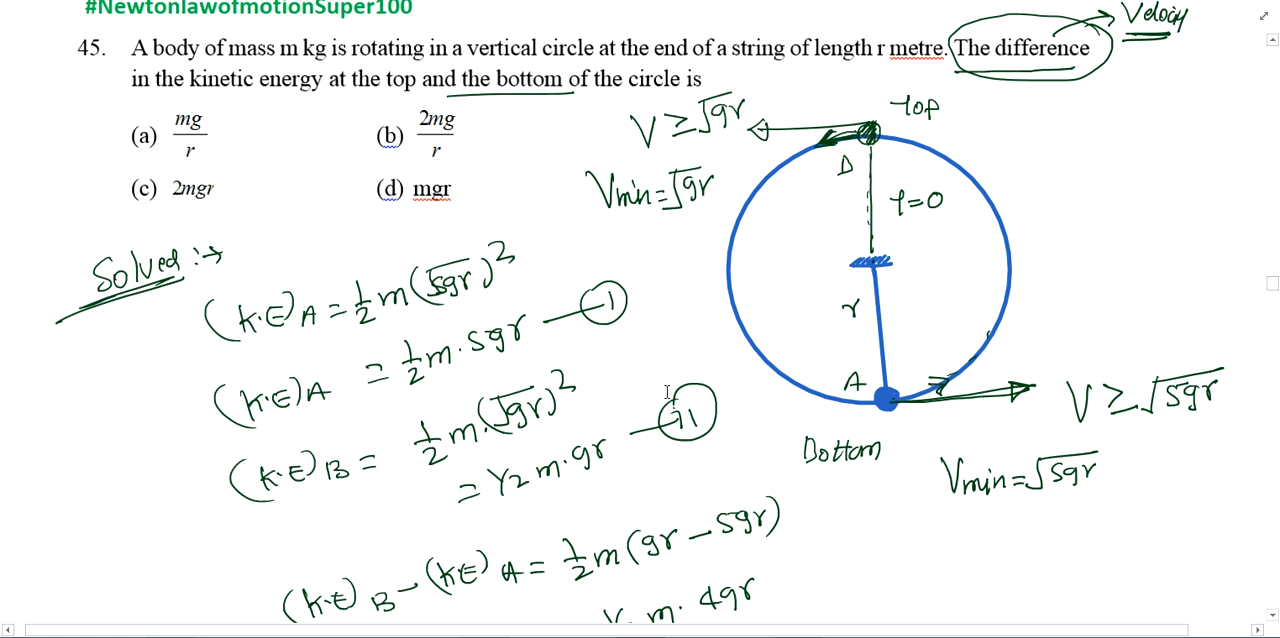 #NewtonlawofmotionSuper100
Velocity
45. A body of mass m kg is rotating in a vertical circle at the end of a string of length r metre. The difference
in the kinetic energy at the top and the bottom of the circle is
(a) mg/r
(b) 2mg/r
(c) 2mgr
(d) mgr
Top
V ≥ √gr
Vmin = √gr
B
T=0
r
A
V ≥ √5gr
Bottom
Vmin = √5gr
Solved :→
(K.E)A = 1/2 m(√5gr)²
(K.E)A = 1/2 m. 5gr — (1)
(K.E)B = 1/2 m.(√gr)²
= 1/2 m.gr — (11)
(K.E)B − (KE)A = 1/2 m(gr − 5gr)
m. 4gr